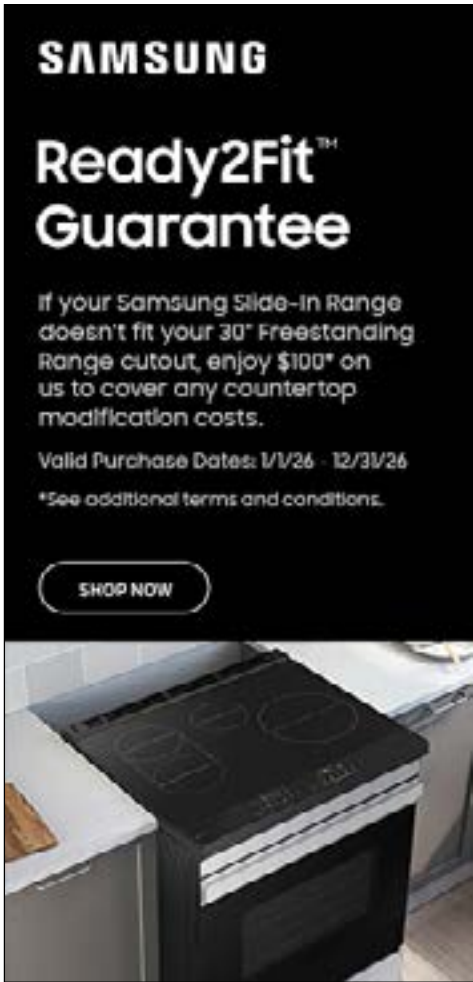 SAMSUNG
Ready2Fit™
Guarantee
If your Samsung Slide-In Range
doesn't fit your 30" Freestanding
Range cutout, enjoy $100* on
us to cover any countertop
modification costs.
Valid Purchase Dates: 1/1/26 - 12/31/26
*See additional terms and conditions.
SHOP NOW